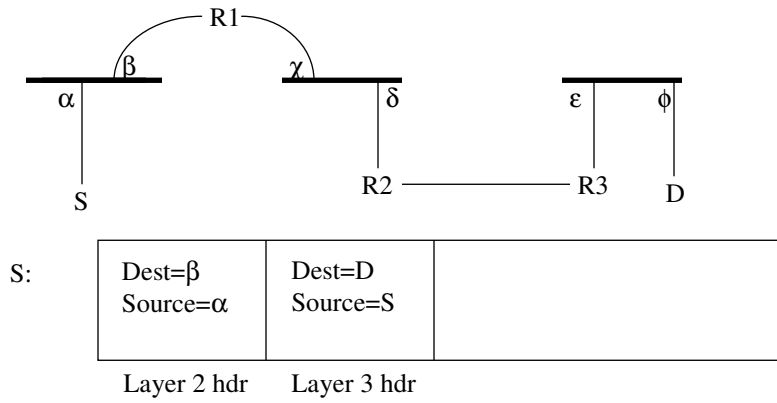 R1
β χ
α δ ε ϕ
S R2 R3 D
S: Dest=β Dest=D
Source=α Source=S
Layer 2 hdr Layer 3 hdr